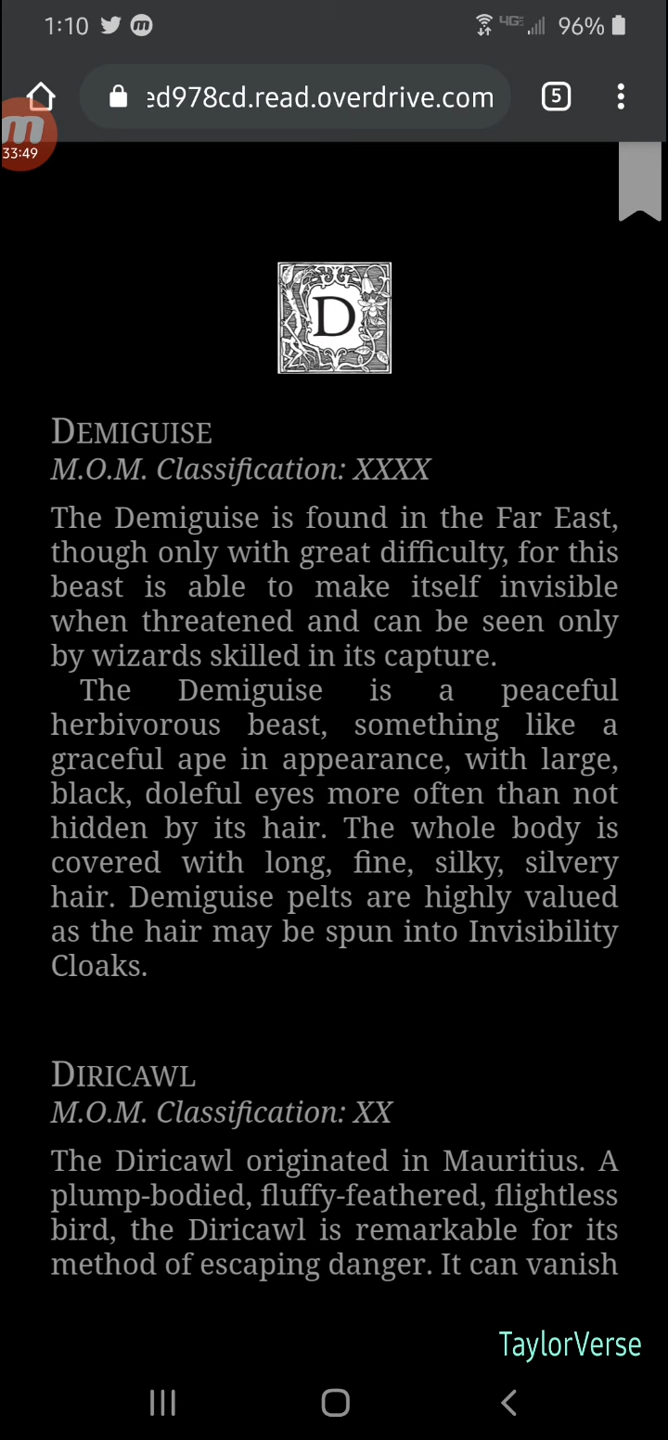 1:10 4GE 96%
ed978cd.read.overdrive.com 5
m
33:49
D
DEMIGUISE
M.O.M. Classification: XXXX
The Demiguise is found in the Far East,
though only with great difficulty, for this
beast is able to make itself invisible
when threatened and can be seen only
by wizards skilled in its capture.
The Demiguise is a peaceful
herbivorous beast, something like a
graceful ape in appearance, with large,
black, doleful eyes more often than not
hidden by its hair. The whole body is
covered with long, fine, silky, silvery
hair. Demiguise pelts are highly valued
as the hair may be spun into Invisibility
Cloaks.
DIRICAWL
M.O.M. Classification: XX
The Diricawl originated in Mauritius. A
plump-bodied, fluffy-feathered, flightless
bird, the Diricawl is remarkable for its
method of escaping danger. It can vanish
TaylorVerse